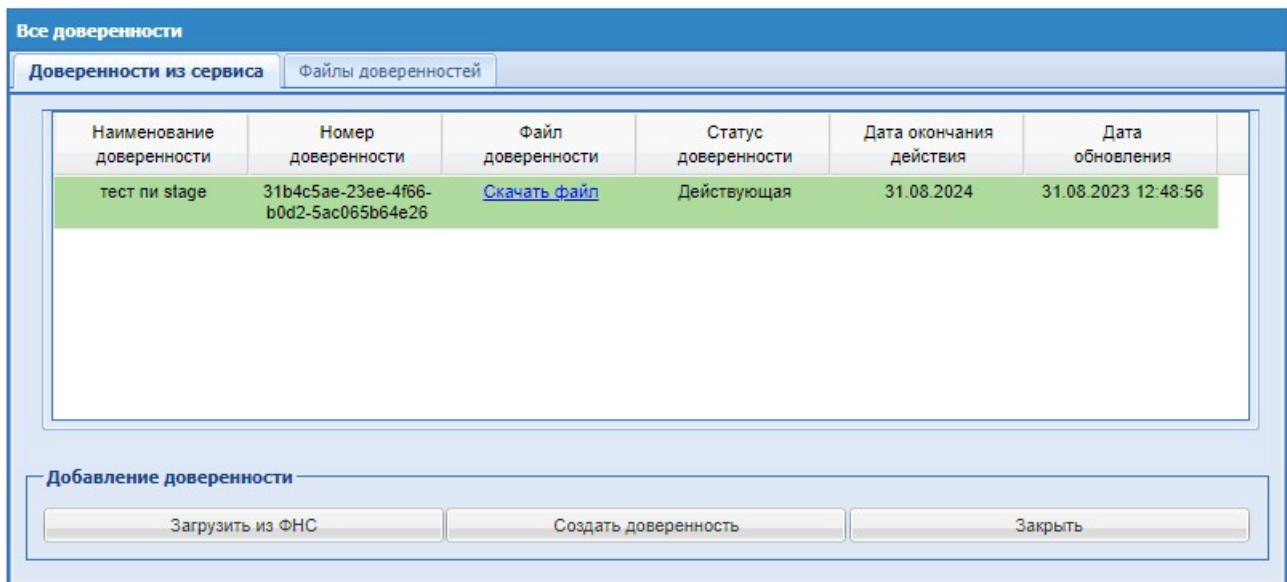 Все доверенности
Доверенности из сервиса Файлы доверенностей
Наименование доверенности Номер доверенности Файл доверенности Статус доверенности Дата окончания действия Дата обновления
тест пи stage 31b4c5ae-23ee-4f66-b0d2-5ac065b64e26 Скачать файл Действующая 31.08.2024 31.08.2023 12:48:56
Добавление доверенности
Загрузить из ФНС Создать доверенность Закрыть